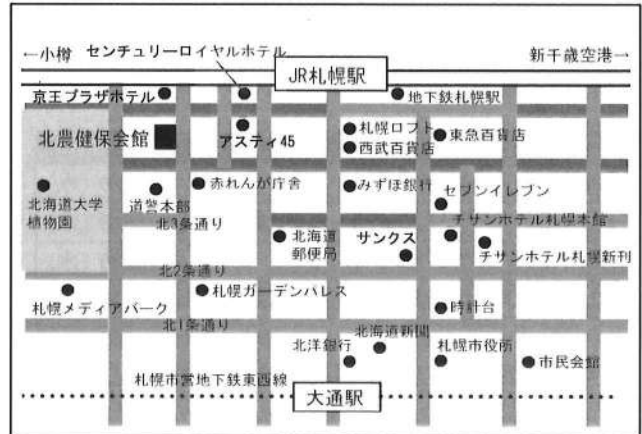 ←小樽 センチュリーロイヤルホテル 新千歳空港→
JR札幌駅
京王プラザホテル
地下鉄札幌駅
北農健保会館
アスティ45
札幌ロフト
東急百貨店
西武百貨店
北海道大学
植物園
道警本部
赤れんが庁舎
みずほ銀行
セブンイレブン
北3条通り
北海道
郵便局
サンクス
チサンホテル札幌本館
チサンホテル札幌新刊
北2条通り
札幌メディアパーク
札幌ガーデンパレス
時計台
北1条通り
北洋銀行
北海道新聞
札幌市役所
市民会館
札幌市営地下鉄東西線
大通駅